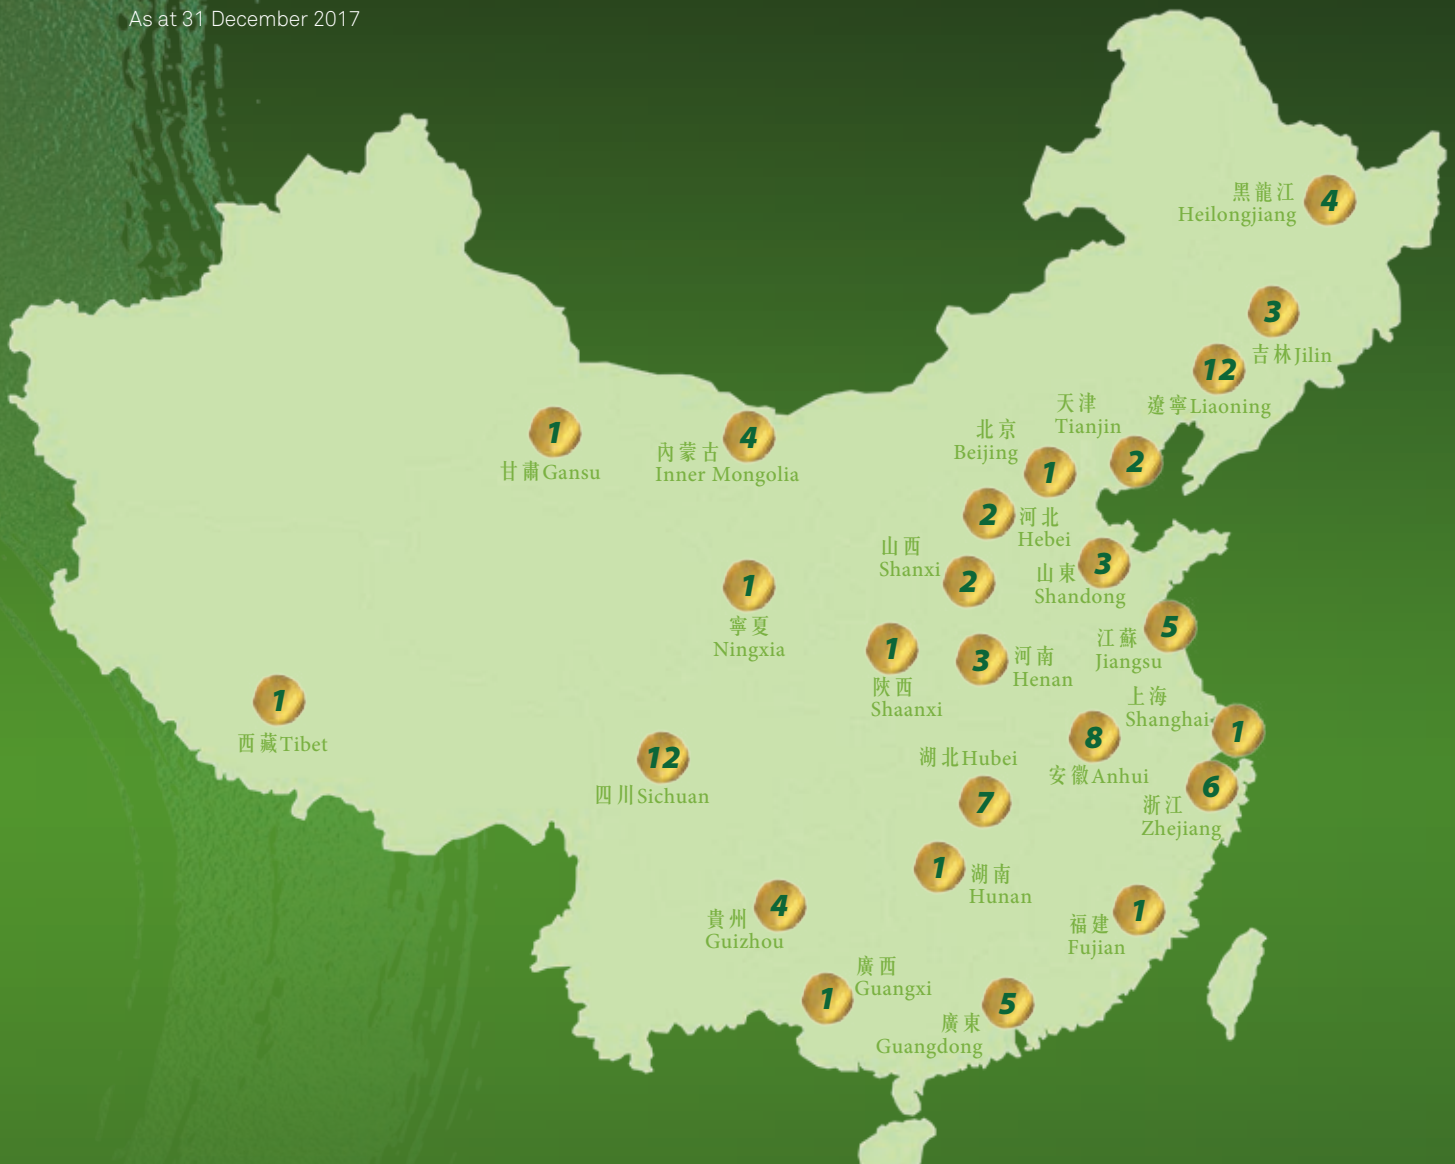 As at 31 December 2017
黑龍江
Heilongjiang
4
3
吉林Jilin
12
遼寧Liaoning
天津
Tianjin
2
北京
Beijing
1
1
甘肅Gansu
4
內蒙古
Inner Mongolia
2
河北
Hebei
山西
Shanxi
2
3
山東
Shandong
1
寧夏
Ningxia
5
江蘇
Jiangsu
1
陝西
Shaanxi
3
河南
Henan
1
西藏Tibet
上海
Shanghai
1
8
安徽Anhui
12
四川Sichuan
湖北Hubei
7
6
浙江
Zhejiang
1
湖南
Hunan
4
貴州
Guizhou
1
福建
Fujian
1
廣西
Guangxi
5
廣東
Guangdong